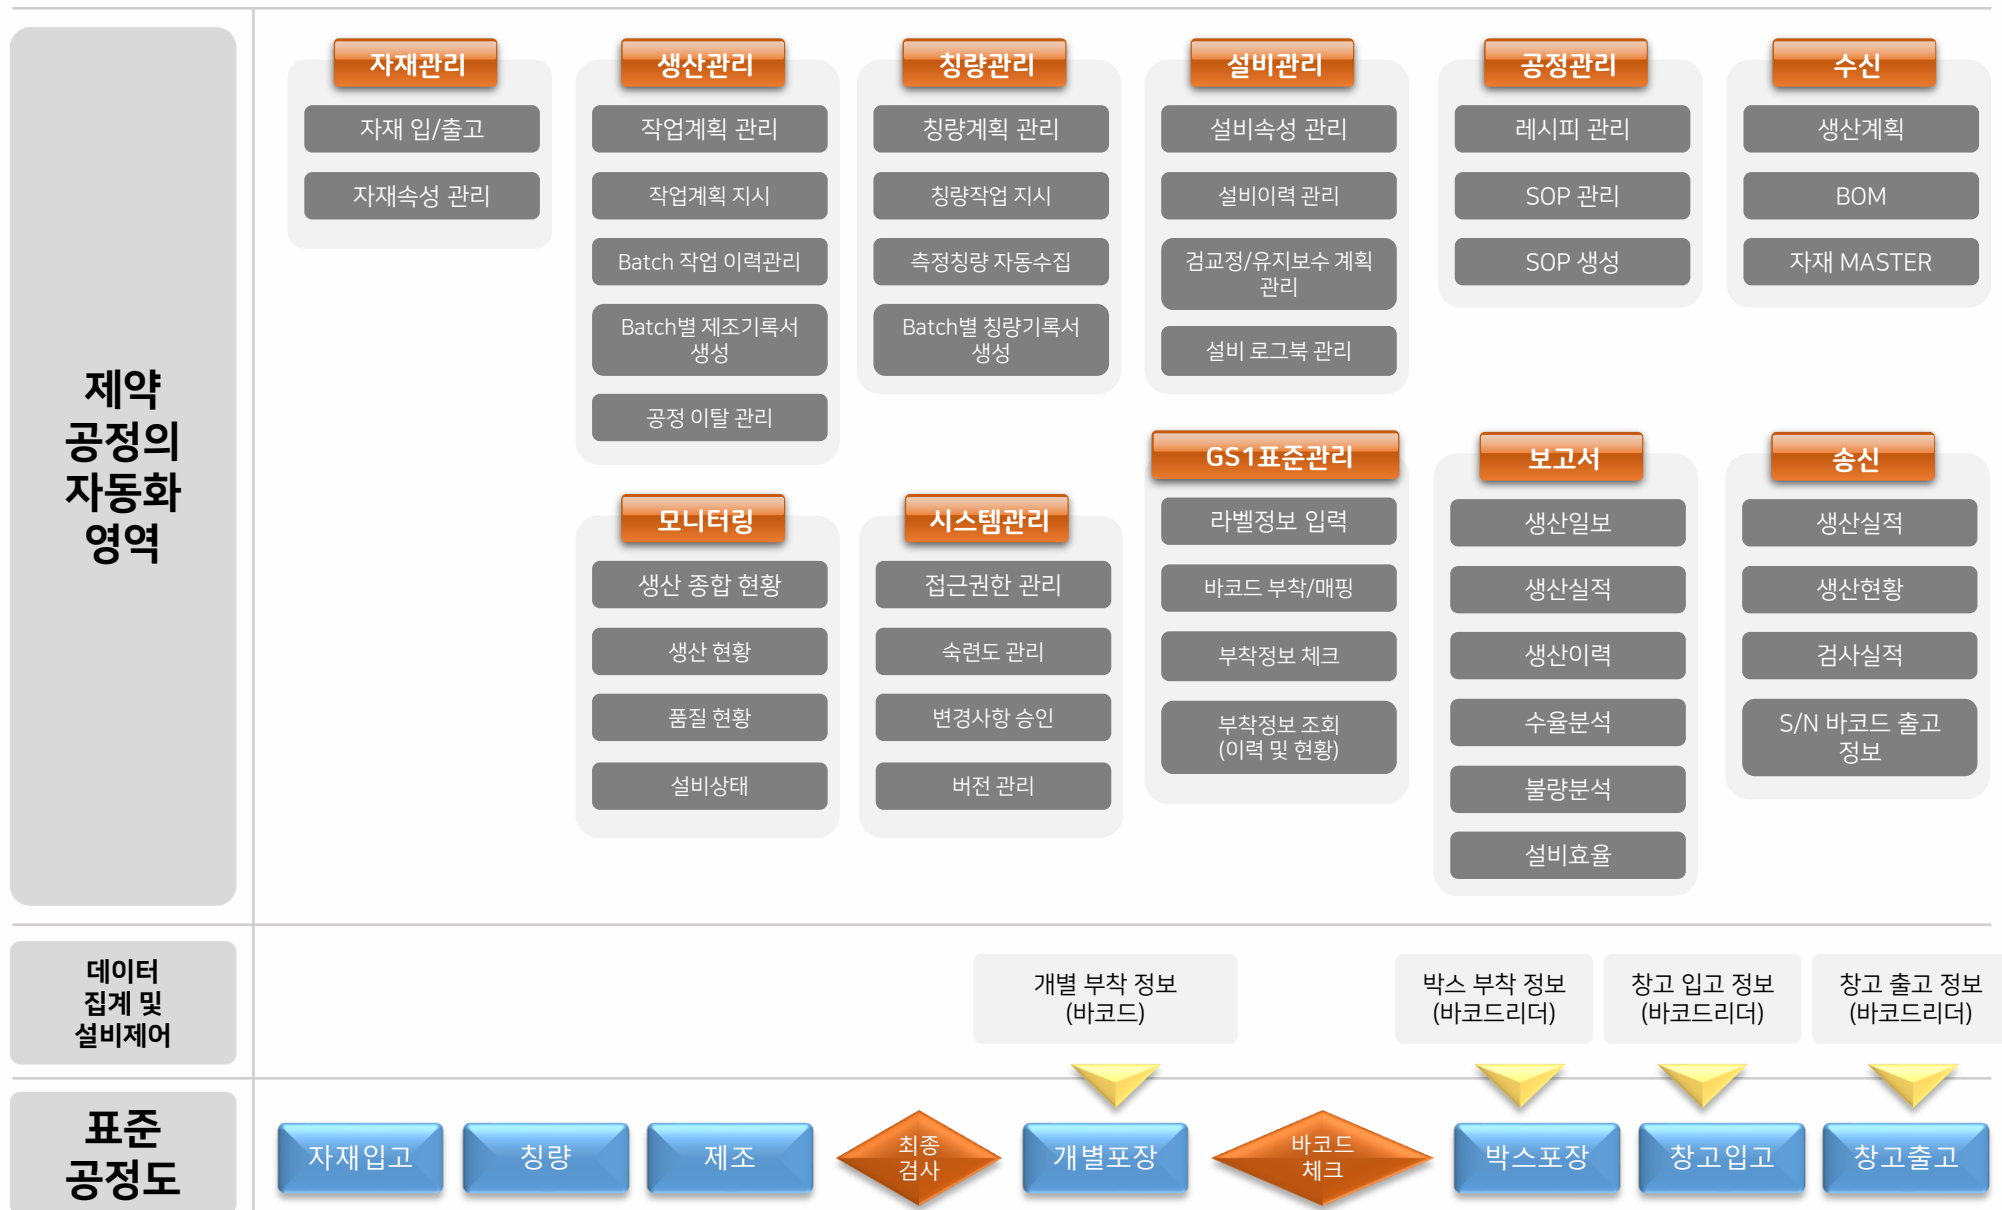 제약
공정의
자동화
영역
자재관리
자재 입/출고
자재속성 관리
생산관리
작업계획 관리
작업계획 지시
Batch 작업 이력관리
Batch별 제조기록서
생성
공정 이탈 관리
칭량관리
칭량계획 관리
칭량작업 지시
측정칭량 자동수집
Batch별 칭량기록서
생성
설비관리
설비속성 관리
설비이력 관리
검교정/유지보수 계획
관리
설비 로그북 관리
공정관리
레시피 관리
SOP 관리
SOP 생성
수신
생산계획
BOM
자재 MASTER
모니터링
생산 종합 현황
생산 현황
품질 현황
설비상태
시스템관리
접근권한 관리
숙련도 관리
변경사항 승인
버전 관리
GS1표준관리
라벨정보 입력
바코드 부착/매핑
부착정보 체크
부착정보 조회
(이력 및 현황)
보고서
생산일보
생산실적
생산이력
수율분석
불량분석
설비효율
송신
생산실적
생산현황
검사실적
S/N 바코드 출고
정보
데이터
집계 및
설비제어
개별 부착 정보
(바코드)
박스 부착 정보
(바코드리더)
창고 입고 정보
(바코드리더)
창고 출고 정보
(바코드리더)
표준
공정도
자재입고
칭량
제조
최종
검사
개별포장
바코드
체크
박스포장
창고입고
창고출고